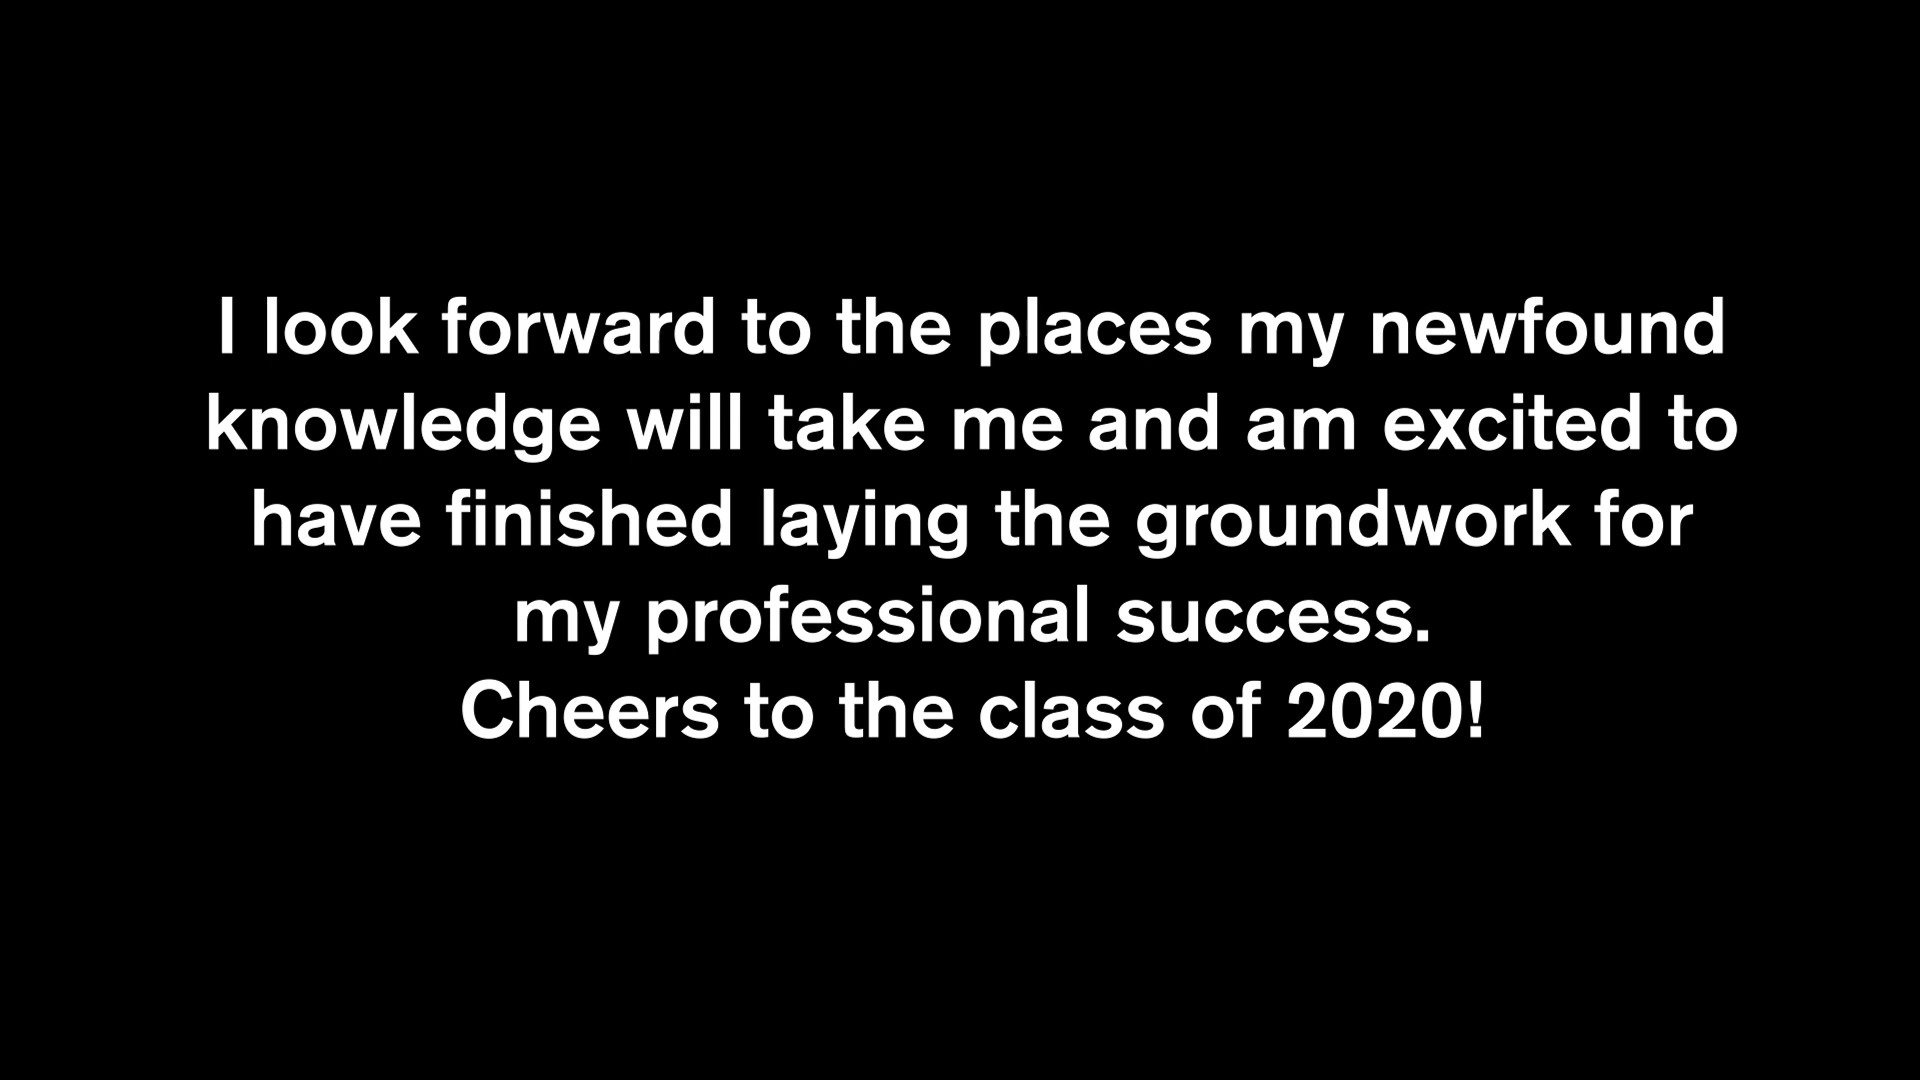 I look forward to the places my newfound
knowledge will take me and am excited to
have finished laying the groundwork for
my professional success.
Cheers to the class of 2020!